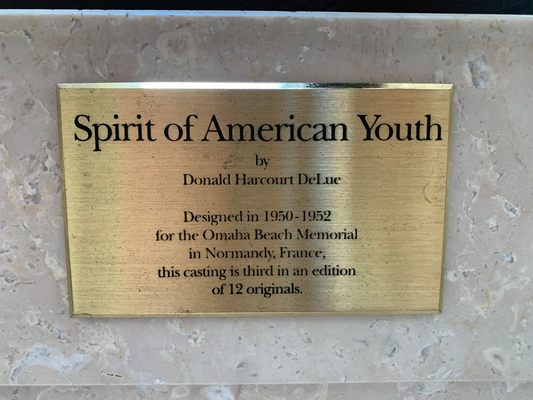 Spirit of American Youth
by
Donald Harcourt DeLue
Designed in 1950-1952
for the Omaha Beach Memorial
in Normandy, France,
this casting is third in an edition
of 12 originals.